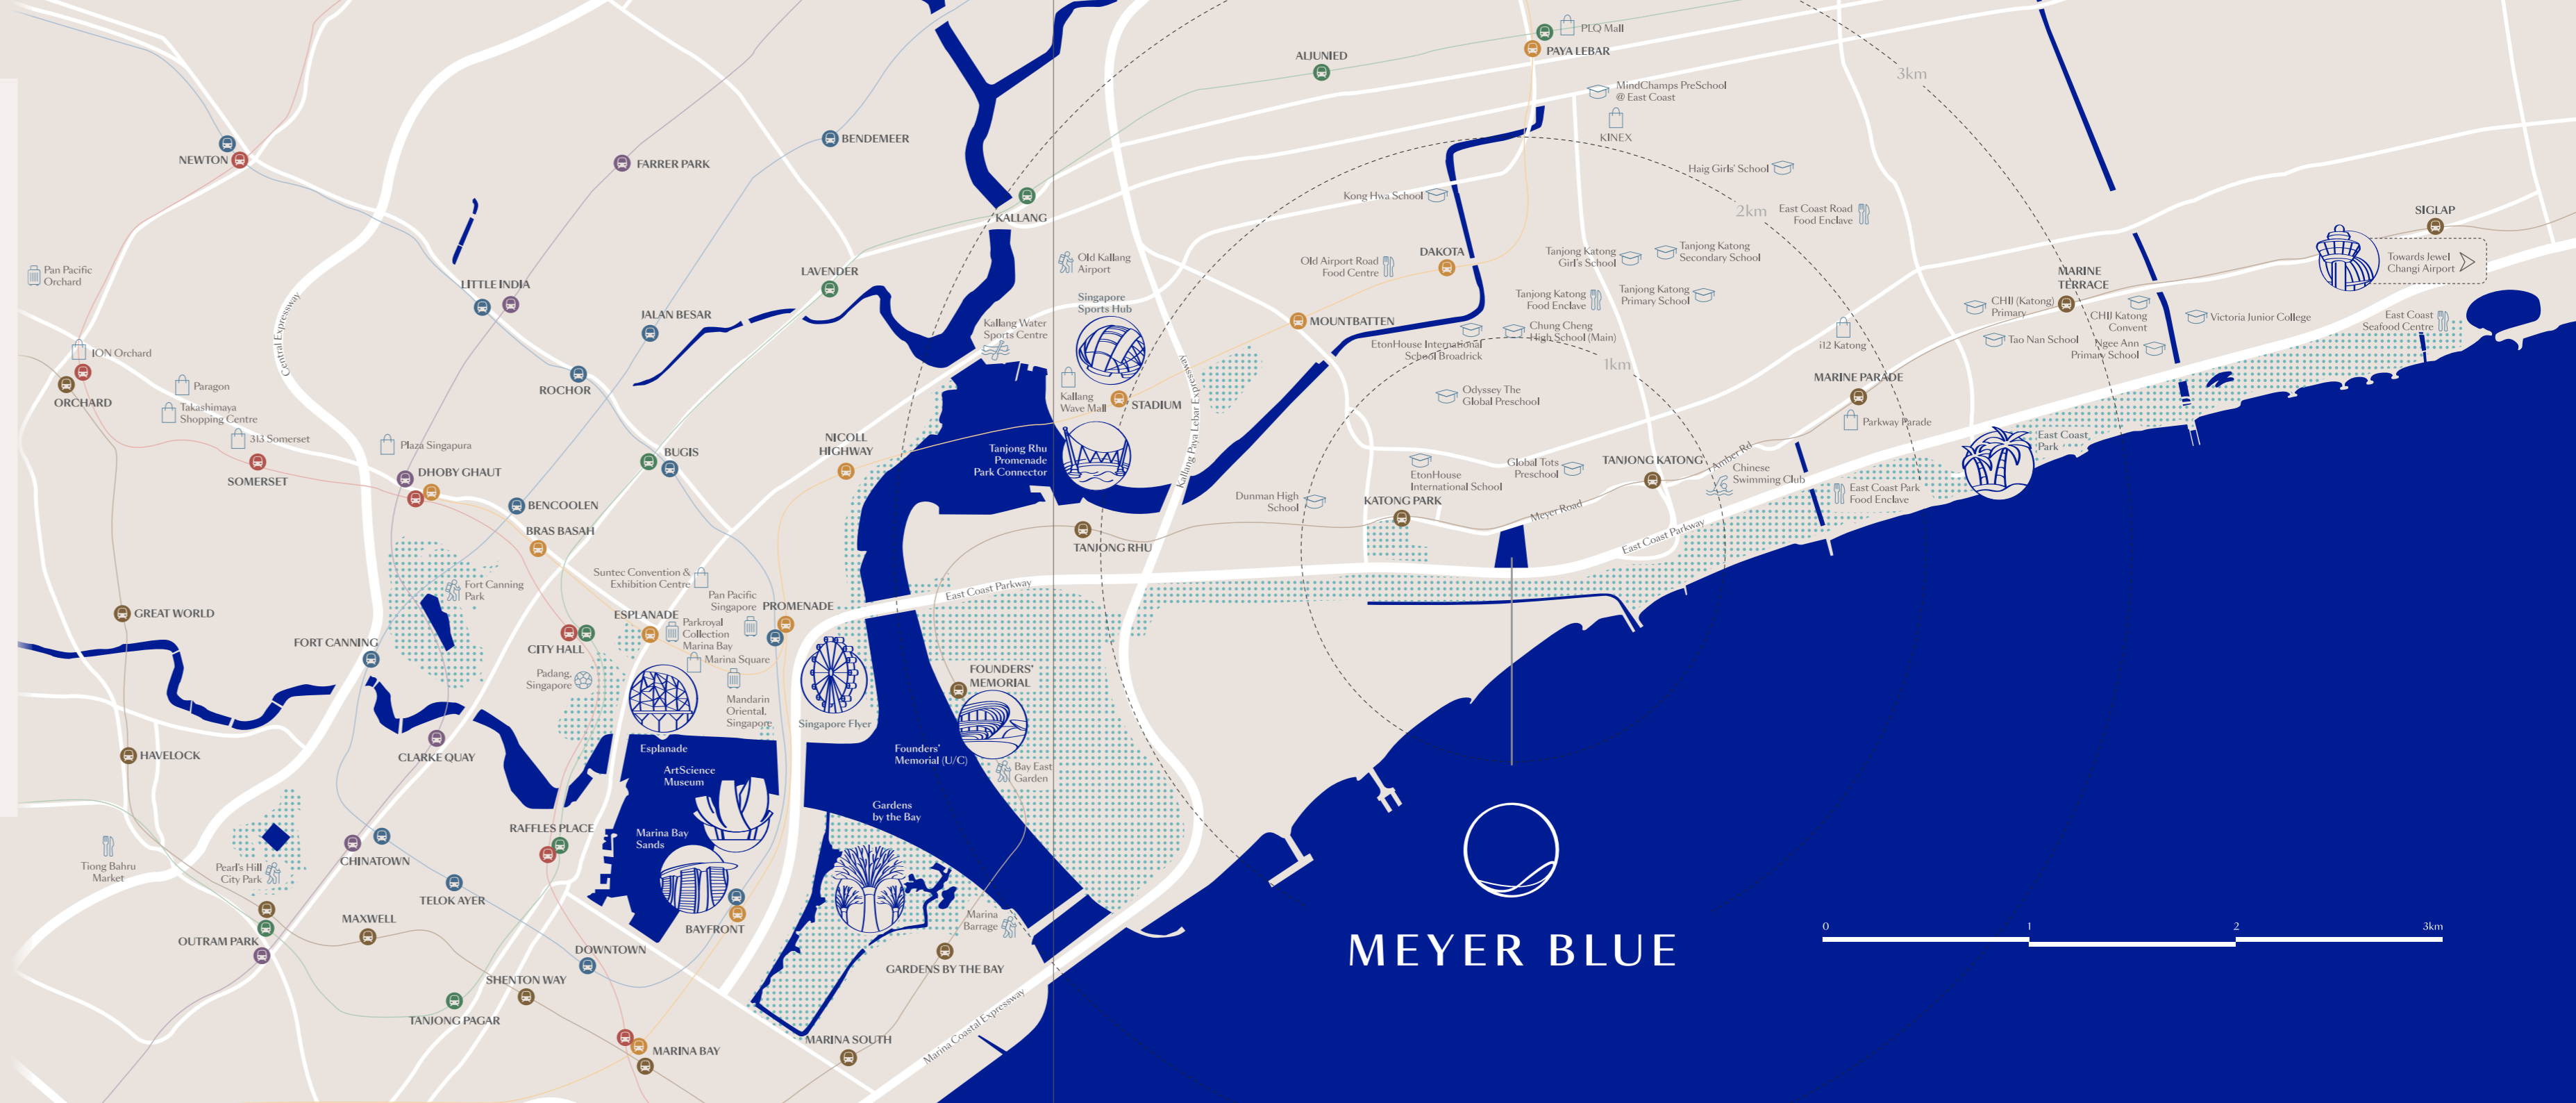 PLQ Mall
PAYA LEBAR
ALJUNIED
3km
MindChamps PreSchool
@ East Coast
KINEX
BENDEMEER
NEWTON
FARRER PARK
Haig Girls' School
Kong Hwa School
2km
East Coast Road
Food Enclave
KALLANG
SIGLAP
Pan Pacific
Orchard
Old Kallang
Airport
Old Airport Road
Food Centre
DAKOTA
Tanjong Katong
Girl's School
Tanjong Katong
Secondary School
Towards Jewel
Changi Airport
LAVENDER
LITTLE INDIA
MARINE
TERRACE
Central Expressway
JALAN BESAR
Singapore
Sports Hub
Kallang Water
Sports Centre
MOUNTBATTEN
Tanjong Katong
Food Enclave
Tanjong Katong
Primary School
CHIJ (Katong)
Primary
CHIJ Katong
Convent
Victoria Junior College
East Coast
Seafood Centre
EtonHouse International
School Broadrick
Chung Cheng
High School (Main)
i12 Katong
Tao Nan School
Ngee Ann
Primary School
ION Orchard
ORCHARD
Paragon
Takashimaya
Shopping Centre
ROCHOR
1km
MARINE PARADE
Kallang
Wave Mall
STADIUM
Kallang Paya Lebar Expressway
Odyssey The
Global Preschool
Parkway Parade
313 Somerset
SOMERSET
Plaza Singapura
DHOBY GHAUT
BUGIS
NICOLL
HIGHWAY
Tanjong Rhu
Promenade
Park Connector
East Coast
Park
EtonHouse
International School
Global Tots
Preschool
TANJONG KATONG
Amber Rd
Chinese
Swimming Club
East Coast Park
Food Enclave
BENCOOLEN
BRAS BASAH
Dunman High
School
KATONG PARK
Meyer Road
East Coast Parkway
TANJONG RHU
Suntec Convention &
Exhibition Centre
Fort Canning
Park
East Coast Parkway
GREAT WORLD
Pan Pacific
Singapore
PROMENADE
ESPLANADE
Parkroyal
Collection
Marina Bay
FORT CANNING
CITY HALL
Marina Square
Padang,
Singapore
Mandarin
Oriental,
Singapore
Singapore Flyer
FOUNDERS'
MEMORIAL
Esplanade
Founders'
Memorial (U/C)
HAVELOCK
CLARKE QUAY
ArtScience
Museum
Bay East
Garden
Gardens
by the Bay
RAFFLES PLACE
Marina Bay
Sands
CHINATOWN
Tiong Bahru
Market
Pearl's Hill
City Park
TELOK AYER
MAXWELL
BAYFRONT
Marina
Barrage
OUTRAM PARK
DOWNTOWN
GARDENS BY THE BAY
SHENTON WAY
TANJONG PAGAR
MARINA BAY
MARINA SOUTH
Marina Coastal Expressway
MEYER BLUE
0 1 2 3km